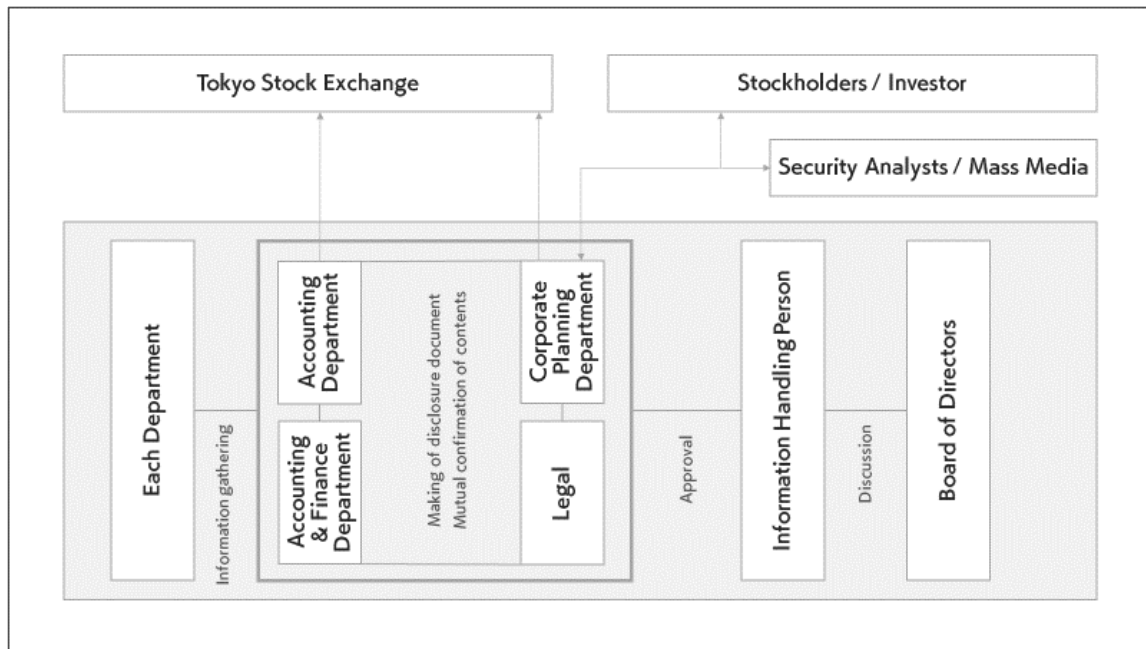 Tokyo Stock Exchange
Stockholders / Investor
Security Analysts / Mass Media
Each Department
Information gathering
Accounting
Department
Accounting
& Finance
Department
Making of disclosure document
Mutual confirmation of contents
Corporate
Planning
Department
Legal
Approval
Information Handling Person
Discussion
Board of Directors